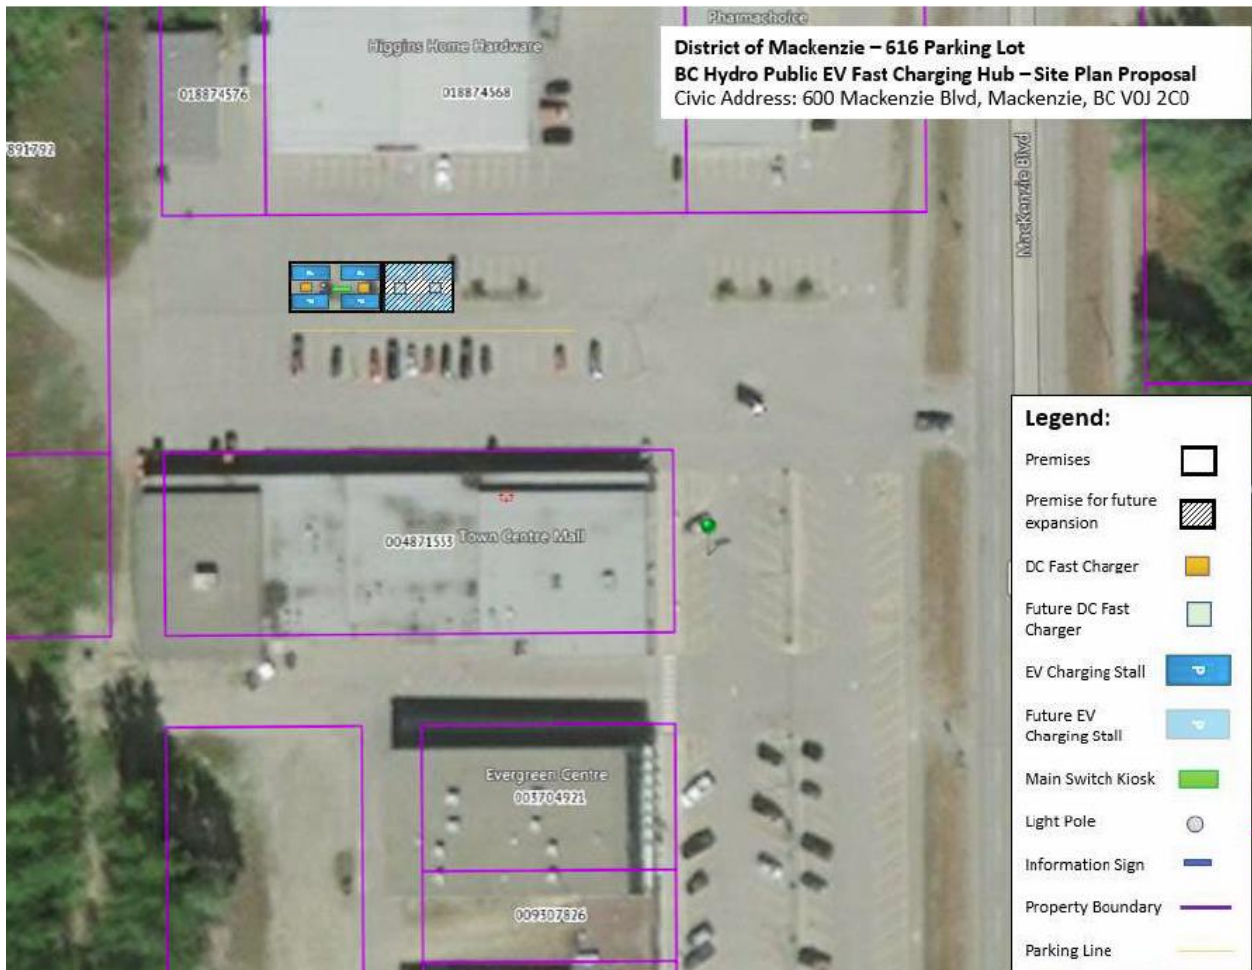 Pharmachoice
Higgins Home Hardware
District of Mackenzie – 616 Parking Lot
BC Hydro Public EV Fast Charging Hub – Site Plan Proposal
Civic Address: 600 Mackenzie Blvd, Mackenzie, BC V0J 2C0
018874576
018874568
891792
MacKenzie Blvd
P
P
P
P
Legend:
Premises
Premise for future
expansion
DC Fast Charger
Future DC Fast
Charger
EV Charging Stall
P
Future EV
Charging Stall
P
Main Switch Kiosk
Light Pole
Information Sign
Property Boundary
Parking Line
004871553 Town Centre Mall
Evergreen Centre
003704921
009307826